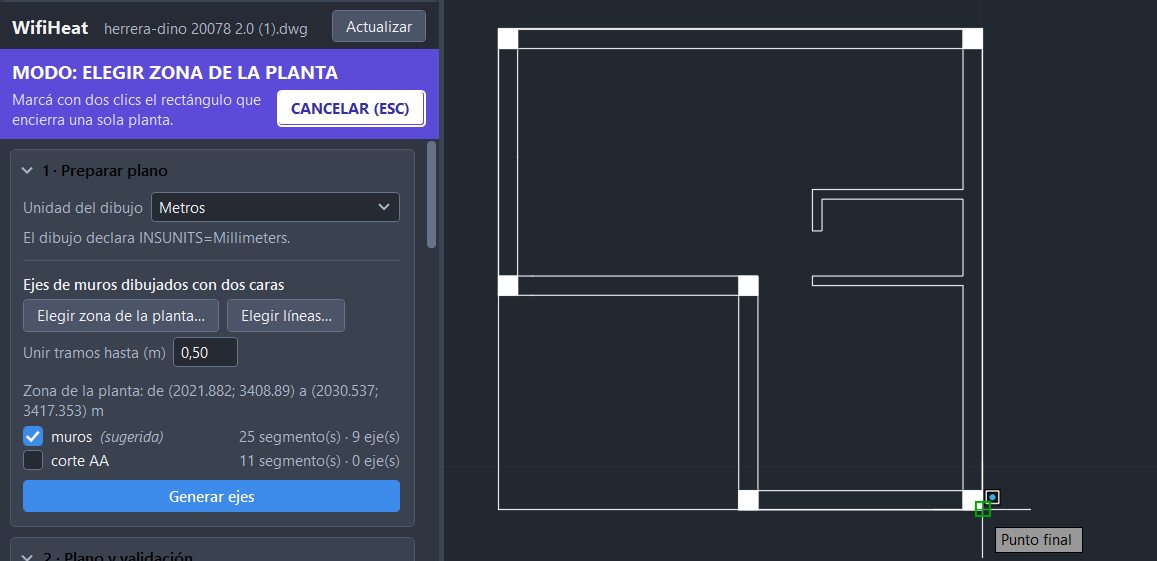 WifiHeat herrera-dino 20078 2.0 (1).dwg Actualizar
MODO: ELEGIR ZONA DE LA PLANTA
Marcá con dos clics el rectángulo que
encierra una sola planta.
CANCELAR (ESC)
1 · Preparar plano
Unidad del dibujo Metros
El dibujo declara INSUNITS=Millimeters.
Ejes de muros dibujados con dos caras
Elegir zona de la planta... Elegir líneas...
Unir tramos hasta (m) 0,50
Zona de la planta: de (2021.882; 3408.89) a (2030.537;
3417.353) m
muros (sugerida) 25 segmento(s) · 9 eje(s)
corte AA 11 segmento(s) · 0 eje(s)
Generar ejes
2 · Plano y validación
Punto final